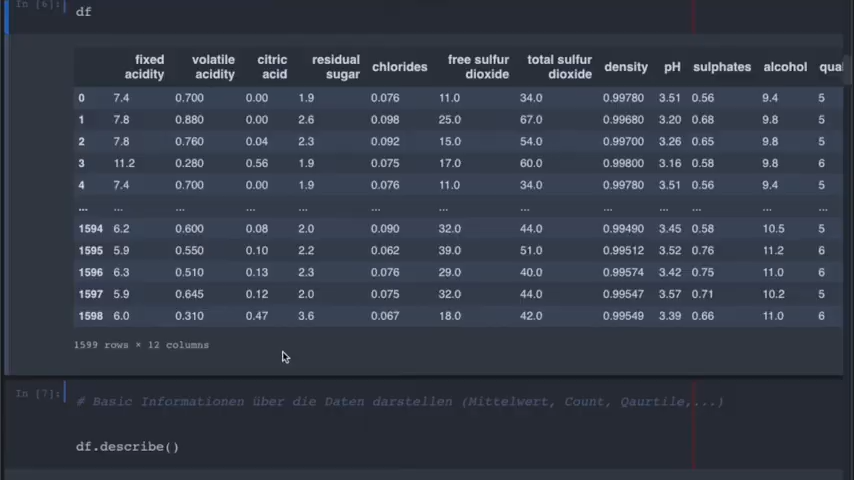 In [6]:
df
fixed acidity volatile acidity citric acid residual sugar chlorides free sulfur dioxide total sulfur dioxide density pH sulphates alcohol qual
0 7.4 0.700 0.00 1.9 0.076 11.0 34.0 0.99780 3.51 0.56 9.4 5
1 7.8 0.880 0.00 2.6 0.098 25.0 67.0 0.99680 3.20 0.68 9.8 5
2 7.8 0.760 0.04 2.3 0.092 15.0 54.0 0.99700 3.26 0.65 9.8 5
3 11.2 0.280 0.56 1.9 0.075 17.0 60.0 0.99800 3.16 0.58 9.8 6
4 7.4 0.700 0.00 1.9 0.076 11.0 34.0 0.99780 3.51 0.56 9.4 5
... ... ... ... ... ... ... ... ... ... ... ... ...
1594 6.2 0.600 0.08 2.0 0.090 32.0 44.0 0.99490 3.45 0.58 10.5 5
1595 5.9 0.550 0.10 2.2 0.062 39.0 51.0 0.99512 3.52 0.76 11.2 6
1596 6.3 0.510 0.13 2.3 0.076 29.0 40.0 0.99574 3.42 0.75 11.0 6
1597 5.9 0.645 0.12 2.0 0.075 32.0 44.0 0.99547 3.57 0.71 10.2 5
1598 6.0 0.310 0.47 3.6 0.067 18.0 42.0 0.99549 3.39 0.66 11.0 6
1599 rows × 12 columns
In [7]:
# Basic Informationen über die Daten darstellen (Mittelwert, Count, Qaurtile,...)
df.describe()